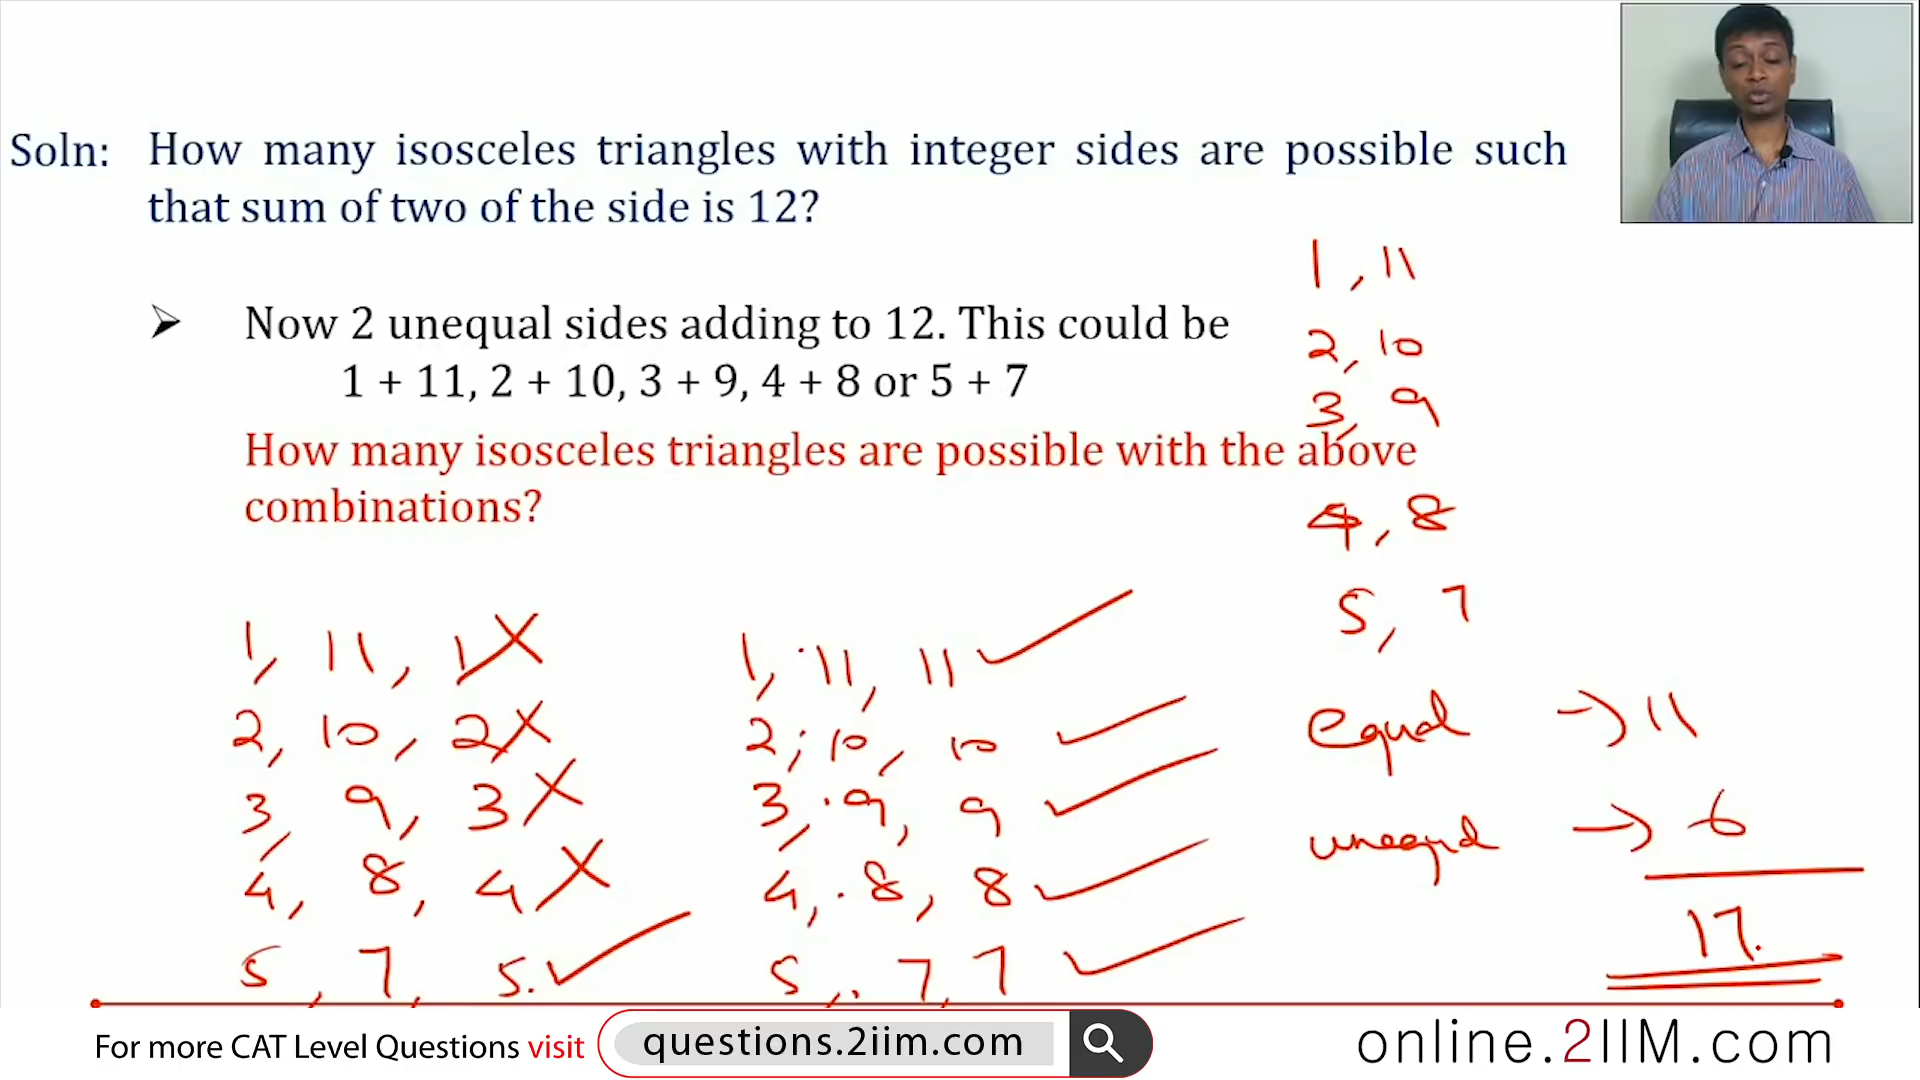 Soln: How many isosceles triangles with integer sides are possible such
that sum of two of the side is 12?
1, 11
➢ Now 2 unequal sides adding to 12. This could be
2, 10
1 + 11, 2 + 10, 3 + 9, 4 + 8 or 5 + 7
3, 9
How many isosceles triangles are possible with the above
combinations?
4, 8
5, 7
1, 11, 1 X
1, 11, 11 ✓
2, 10, 2 X
2, 10, 10 ✓
3, 9, 3 X
3, 9, 9 ✓
4, 8, 4 X
4, 8, 8 ✓
5, 7, 5. ✓
5, 7, 7 ✓
equal → 11
unequal → 6
17.
For more CAT Level Questions visit questions.2iim.com
online.2IIM.com